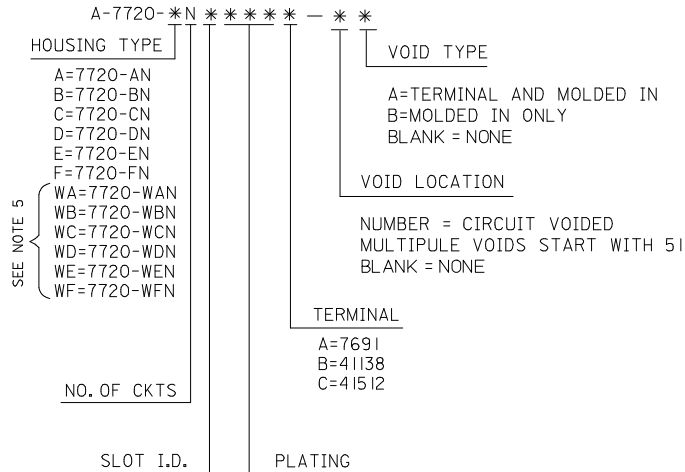 A-7720-*N*****-**
HOUSING TYPE
A=7720-AN
B=7720-BN
C=7720-CN
D=7720-DN
E=7720-EN
F=7720-FN
WA=7720-WAN
WB=7720-WBN
WC=7720-WCN
WD=7720-WDN
WE=7720-WEN
WF=7720-WFN
SEE NOTE 5
NO. OF CKTS
SLOT I.D.
PLATING
TERMINAL
A=7691
B=41138
C=41512
VOID LOCATION
NUMBER = CIRCUIT VOIDED
MULTIPULE VOIDS START WITH 51
BLANK = NONE
VOID TYPE
A=TERMINAL AND MOLDED IN
B=MOLDED IN ONLY
BLANK = NONE